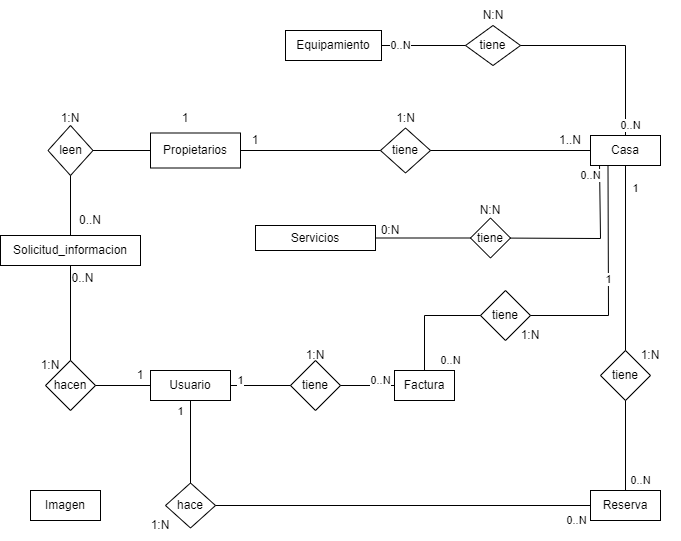 N:N
Equipamiento
0..N
tiene
0..N
1:N
1
1:N
leen
Propietarios
1
tiene
1..N
Casa
0..N
1
0..N
N:N
Solicitud_informacion
Servicios
0:N
tiene
0..N
1
tiene
1:N
1:N
1:N
0..N
1:N
hacen
1
Usuario
1
tiene
0..N
Factura
tiene
1
0..N
Imagen
hace
Reserva
1:N
0..N